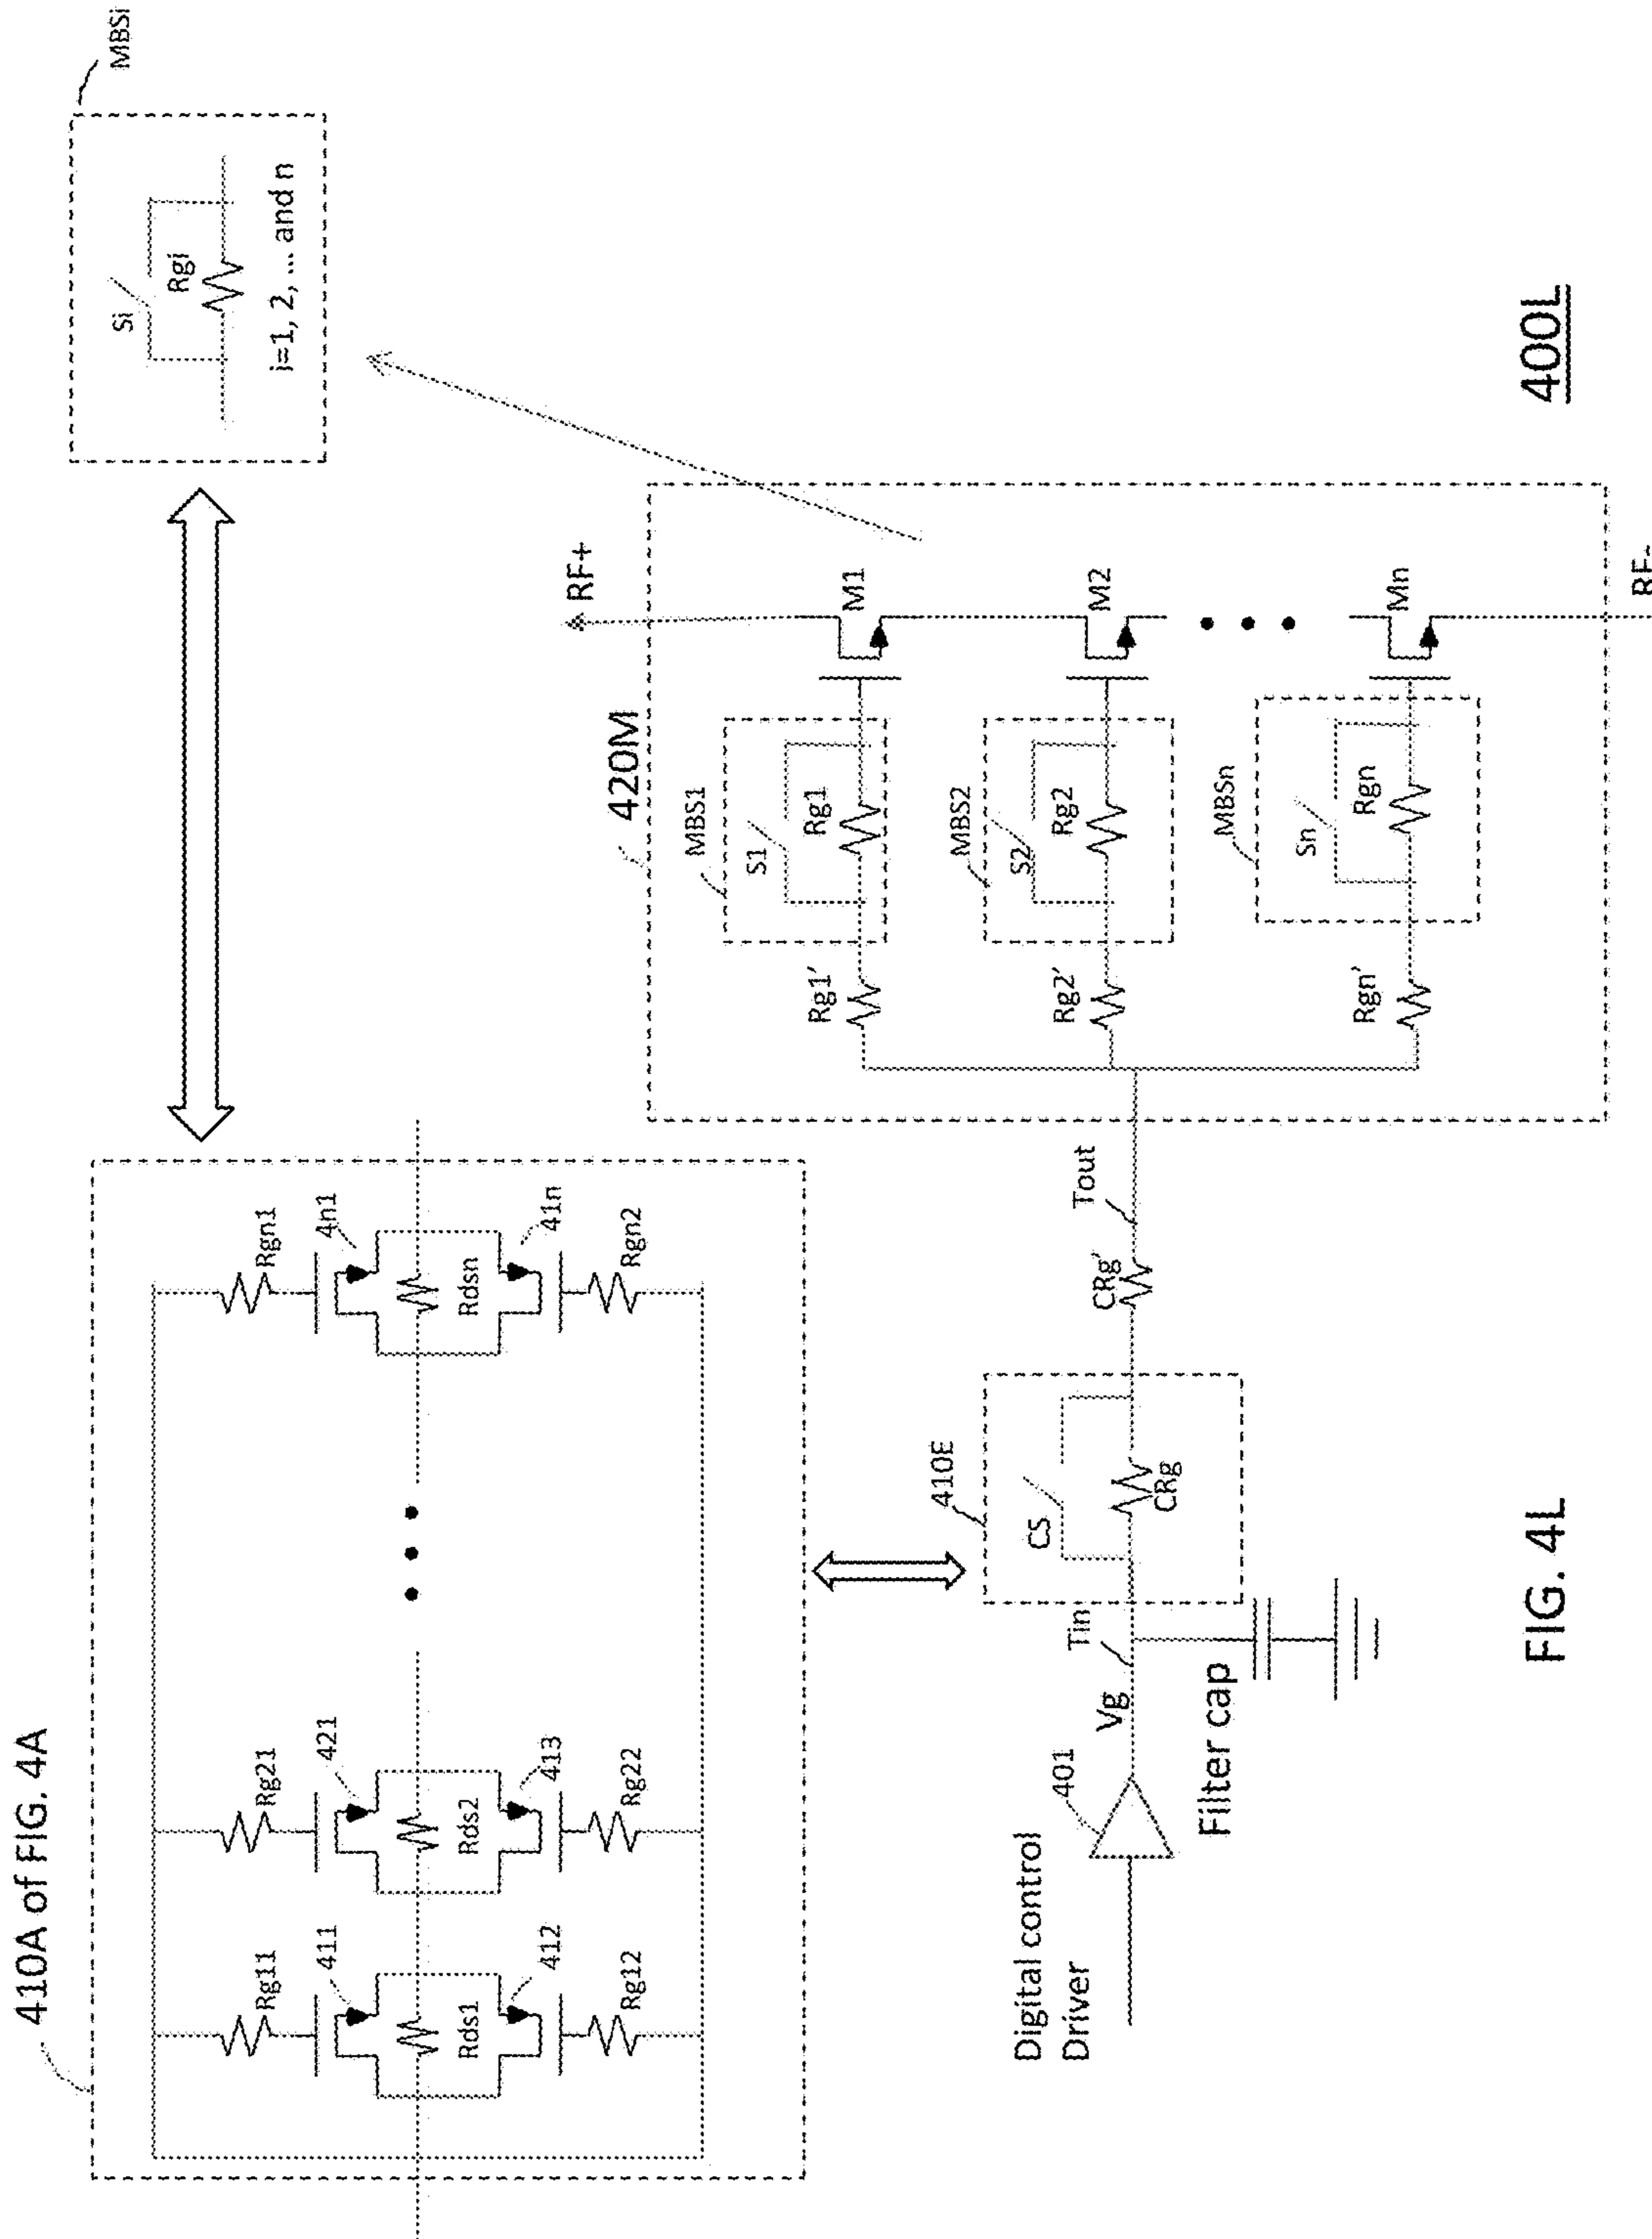 410A of FIG. 4A
Rg11
Rg21
Rgn1
411
421
4n1
Rds1
Rds2
Rdsn
412
413
41n
Rg12
Rg22
Rgn2
MBSi
Si
Rgi
i=1, 2, ... and n
Digital control
Driver
401
Vg
Tin
Filter cap
410E
CS
CRg
CRg'
Tout
420M
RF+
MBS1
S1
Rg1
Rg1'
M1
MBS2
S2
Rg2
Rg2'
M2
MBSn
Sn
Rgn
Rgn'
Mn
RF-
400L
FIG. 4L